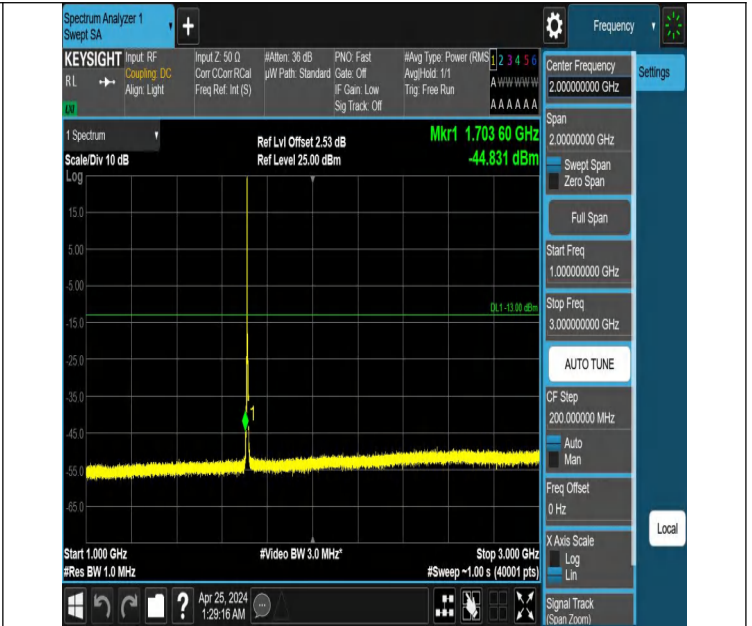 Spectrum Analyzer 1
Swept SA
+
Frequency
KEYSIGHT
Input: RF
Coupling: DC
Align: Light
RL
Input Z: 50 Ω
Corr CCorr RCal
Freq Ref: Int (S)
#Atten: 36 dB
µW Path: Standard
PNO: Fast
Gate: Off
IF Gain: Low
Sig Track: Off
#Avg Type: Power (RMS
Avg|Hold: 1/1
Trig: Free Run
1 2 3 4 5 6
A W W W W W
A A A A A A
1 Spectrum
Scale/Div 10 dB
Log
Ref Lvl Offset 2.53 dB
Ref Level 25.00 dBm
Mkr1 1.703 60 GHz
-44.831 dBm
15.0
5.00
-5.00
DL1 -13.00 dBm
-15.0
-25.0
-35.0
1
-45.0
-55.0
-65.0
Start 1.000 GHz
#Res BW 1.0 MHz
#Video BW 3.0 MHz*
Stop 3.000 GHz
#Sweep ~1.00 s (40001 pts)
Center Frequency
2.000000000 GHz
Span
2.00000000 GHz
Swept Span
Zero Span
Full Span
Start Freq
1.000000000 GHz
Stop Freq
3.000000000 GHz
AUTO TUNE
CF Step
200.000000 MHz
Auto
Man
Freq Offset
0 Hz
X Axis Scale
Log
Lin
Signal Track
(Span Zoom)
Settings
Local
?
Apr 25, 2024
1:29:16 AM